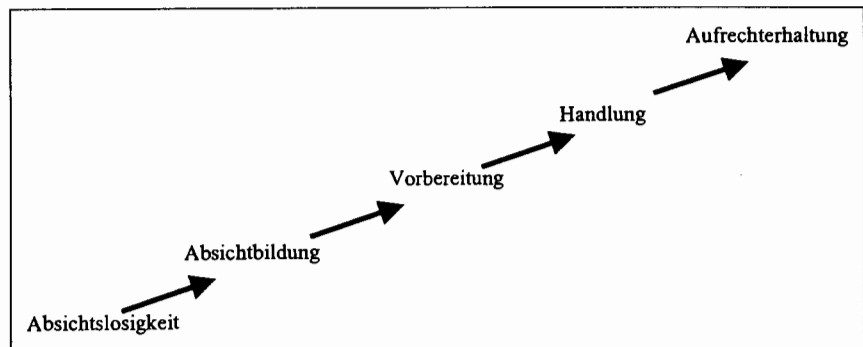 Aufrechterhaltung
Handlung
Vorbereitung
Absichtbildung
Absichtslosigkeit